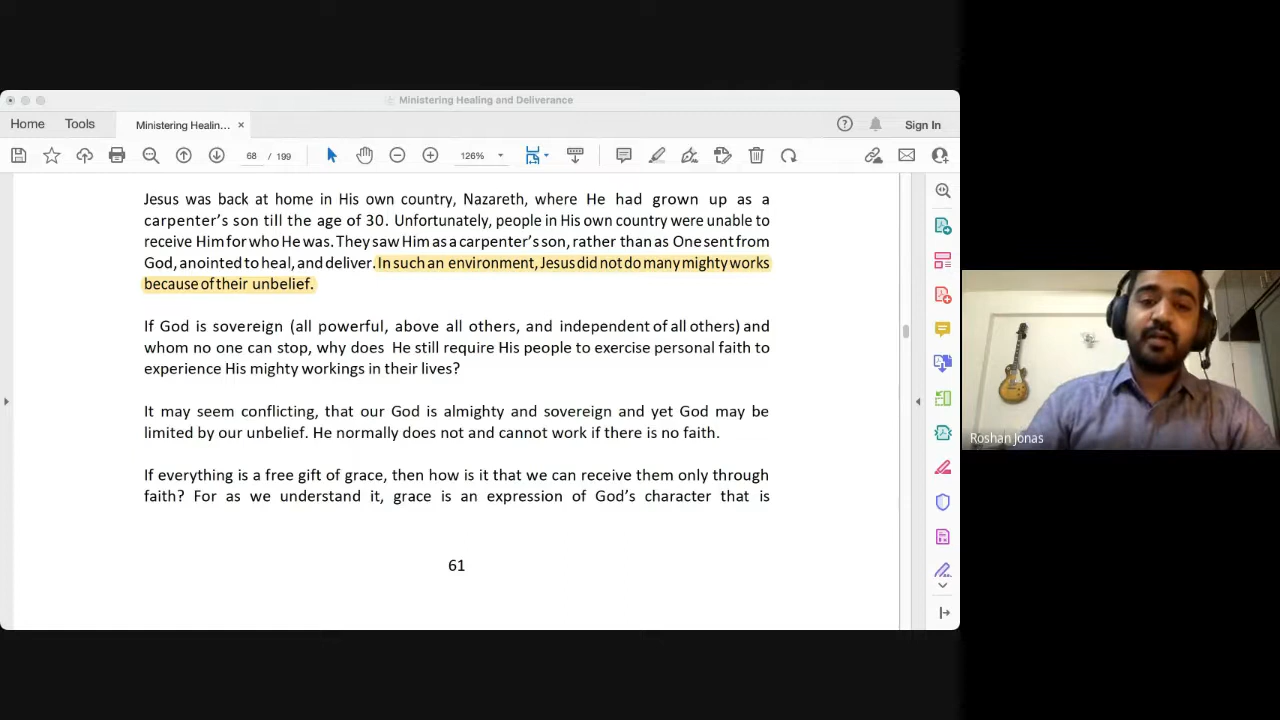 Ministering Healing and Deliverance
Home
Tools
Ministering Healin...
Sign In
68 / 199
126%
Jesus was back at home in His own country, Nazareth, where He had grown up as a
carpenter's son till the age of 30. Unfortunately, people in His own country were unable to
receive Him for who He was. They saw Him as a carpenter's son, rather than as One sent from
God, anointed to heal, and deliver. In such an environment, Jesus did not do many mighty works
because of their unbelief.
If God is sovereign (all powerful, above all others, and independent of all others) and
whom no one can stop, why does He still require His people to exercise personal faith to
experience His mighty workings in their lives?
It may seem conflicting, that our God is almighty and sovereign and yet God may be
limited by our unbelief. He normally does not and cannot work if there is no faith.
If everything is a free gift of grace, then how is it that we can receive them only through
faith? For as we understand it, grace is an expression of God's character that is
61
Roshan Jonas